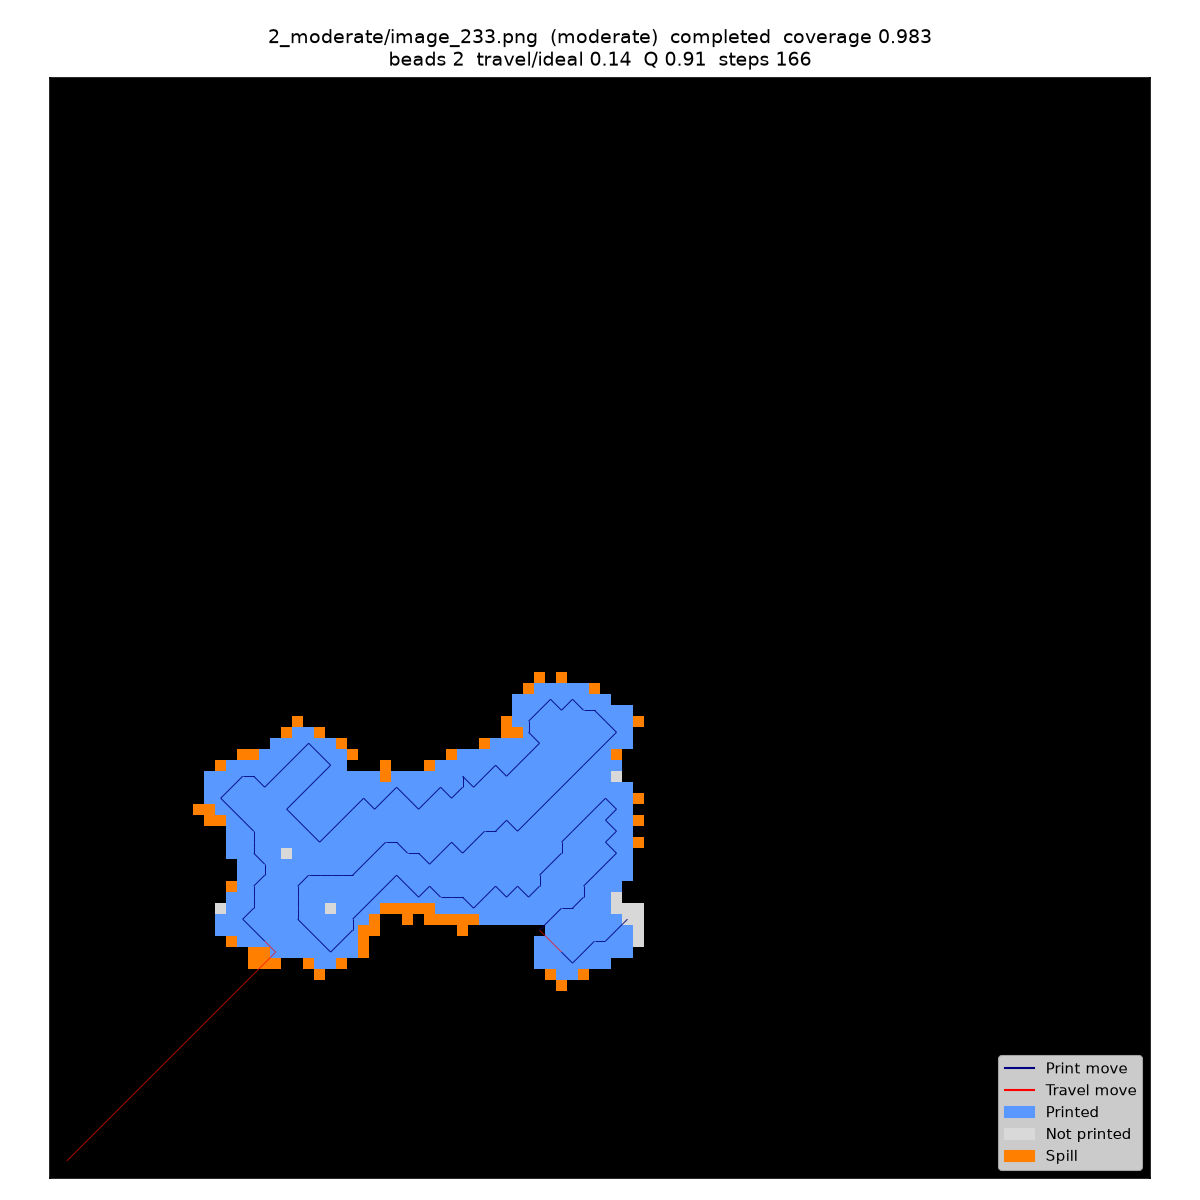 2_moderate/image_233.png  (moderate)  completed  coverage 0.983
beads 2  travel/ideal 0.14  Q 0.91  steps 166
Print move
Travel move
Printed
Not printed
Spill